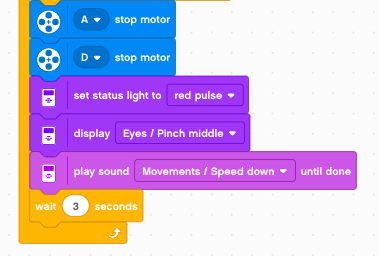 A stop motor
D stop motor
set status light to red pulse
display Eyes / Pinch middle
play sound Movements / Speed down until done
wait 3 seconds